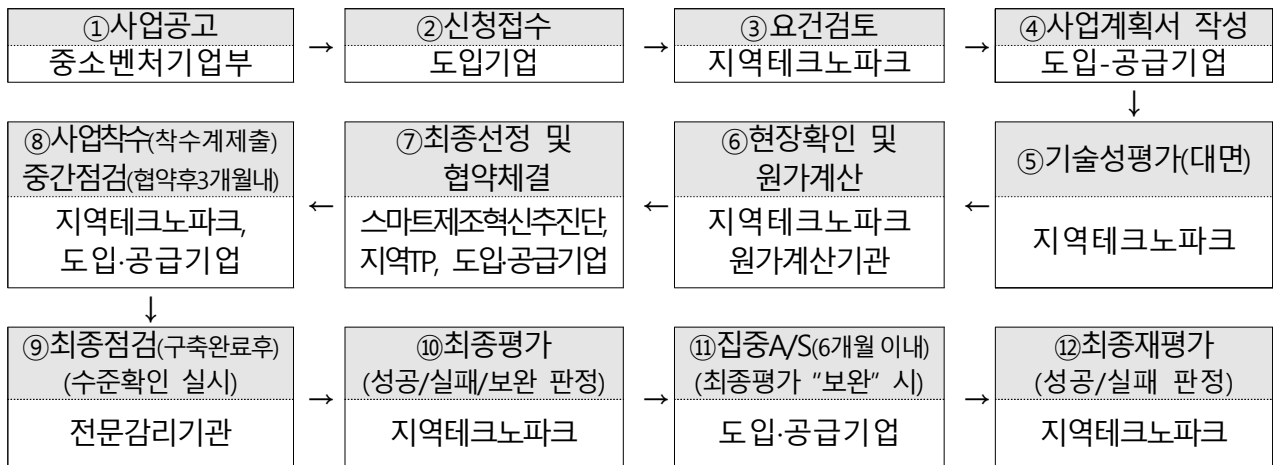 ①사업공고
중소벤처기업부
→
②신청접수
도입기업
→
③요건검토
지역테크노파크
→
④사업계획서 작성
도입-공급기업
↓
⑤기술성평가(대면)
지역테크노파크
←
⑥현장확인 및
원가계산
지역테크노파크
원가계산기관
←
⑦최종선정 및
협약체결
스마트제조혁신추진단,
지역TP, 도입·공급기업
←
⑧사업착수(착수계제출)
중간점검(협약후3개월내)
지역테크노파크,
도입·공급기업
↓
⑨최종점검(구축완료후)
(수준확인 실시)
전문감리기관
→
⑩최종평가
(성공/실패/보완 판정)
지역테크노파크
→
⑪집중A/S(6개월 이내)
(최종평가 "보완" 시)
도입·공급기업
→
⑫최종재평가
(성공/실패 판정)
지역테크노파크